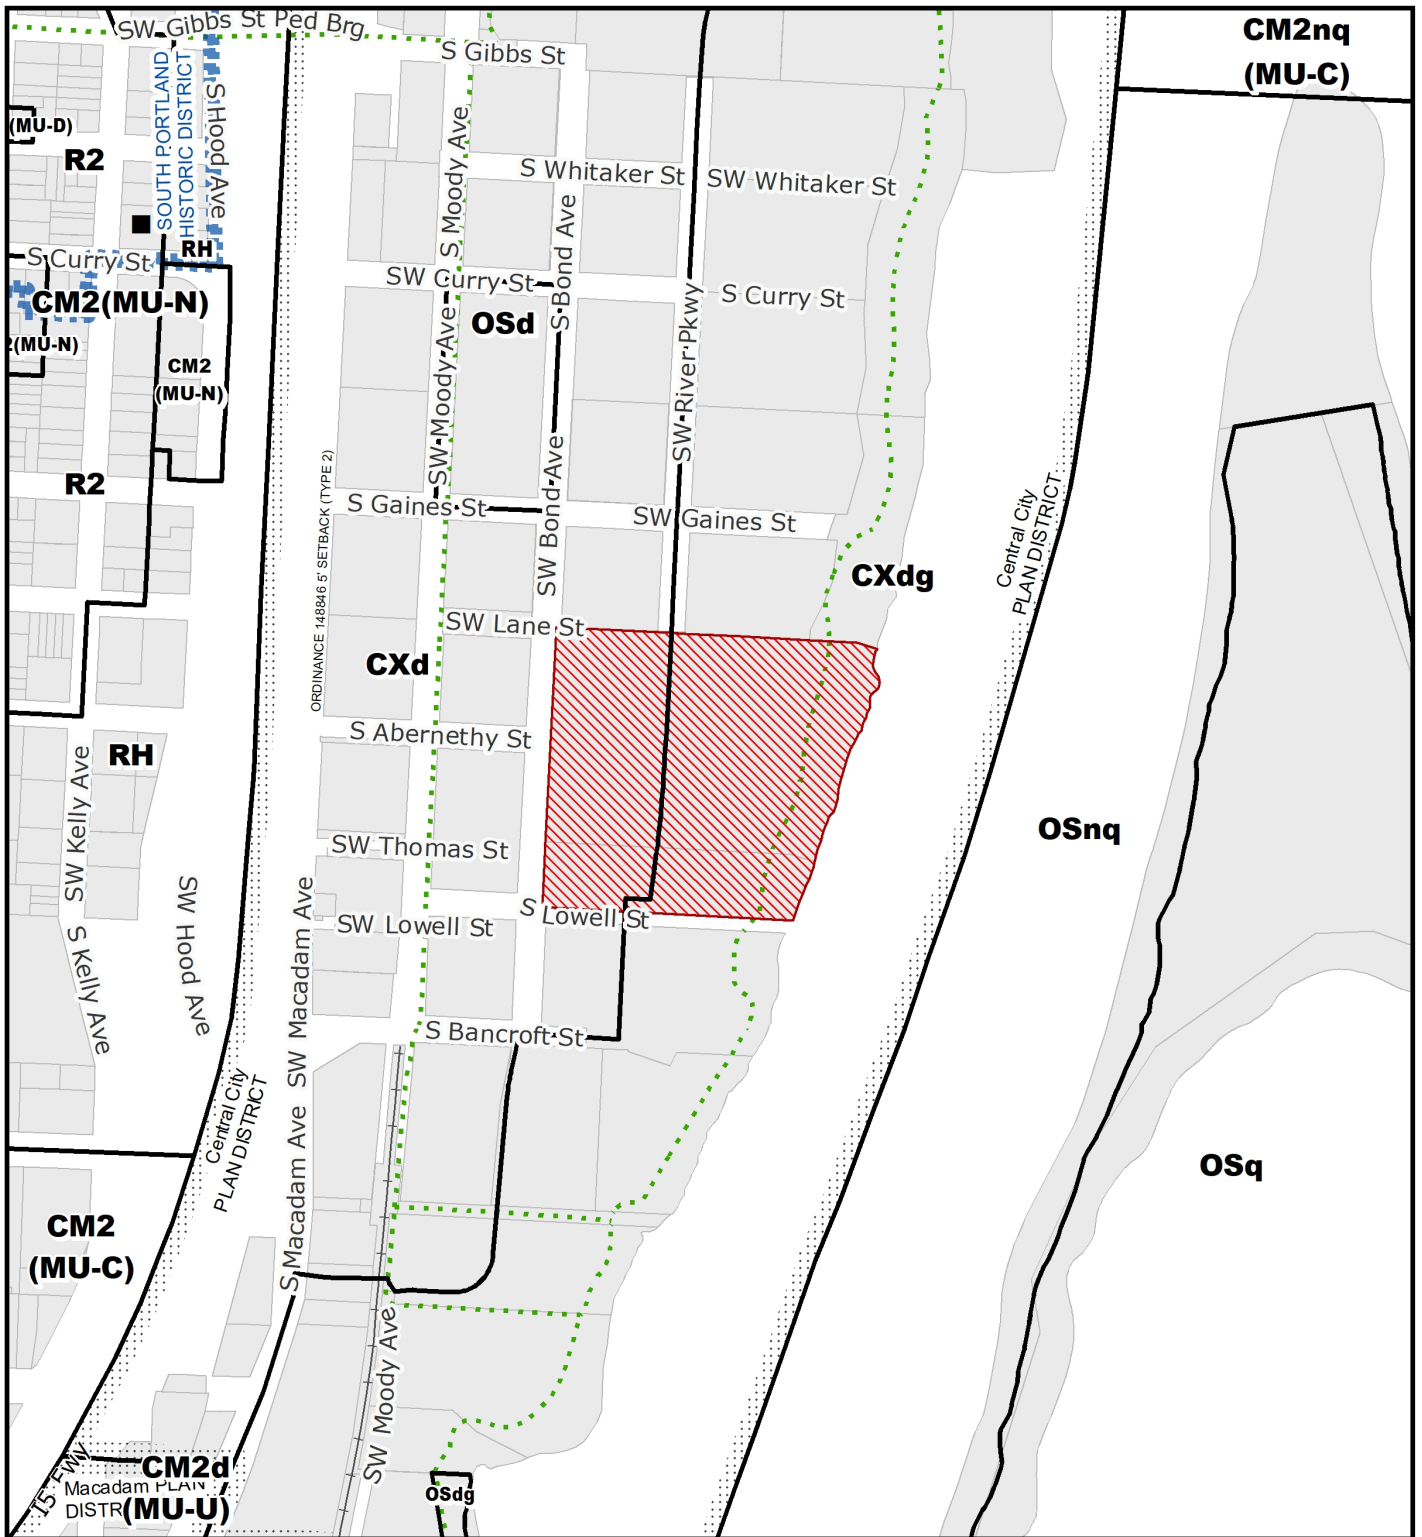 SW Gibbs St Ped Brg
S Gibbs St
CM2nq
(MU-C)
SOUTH PORTLAND
HISTORIC DISTRICT
S Hood Ave
(MU-D)
R2
S Moody Ave
S Whitaker St
SW Whitaker St
S Bond Ave
RH
S Curry St
SW Curry St
S Curry St
CM2(MU-N)
OSd
SW River Pkwy
2(MU-N)
CM2
(MU-N)
SW Moody Ave
R2
ORDINANCE 148846 5' SETBACK (TYPE 2)
S Gaines St
SW Bond Ave
SW Gaines St
Central City
PLAN DISTRICT
CXdg
SW Lane St
CXd
S Abernethy St
RH
SW Kelly Ave
OSnq
SW Thomas St
SW Hood Ave
SW Macadam Ave
S Lowell St
SW Lowell St
S Kelly Ave
S Bancroft St
Central City
PLAN DISTRICT
S Macadam Ave
OSq
CM2
(MU-C)
SW Moody Ave
I5 FWY
CM2d
(MU-U)
Macadam PLAN
DISTR
OSdg